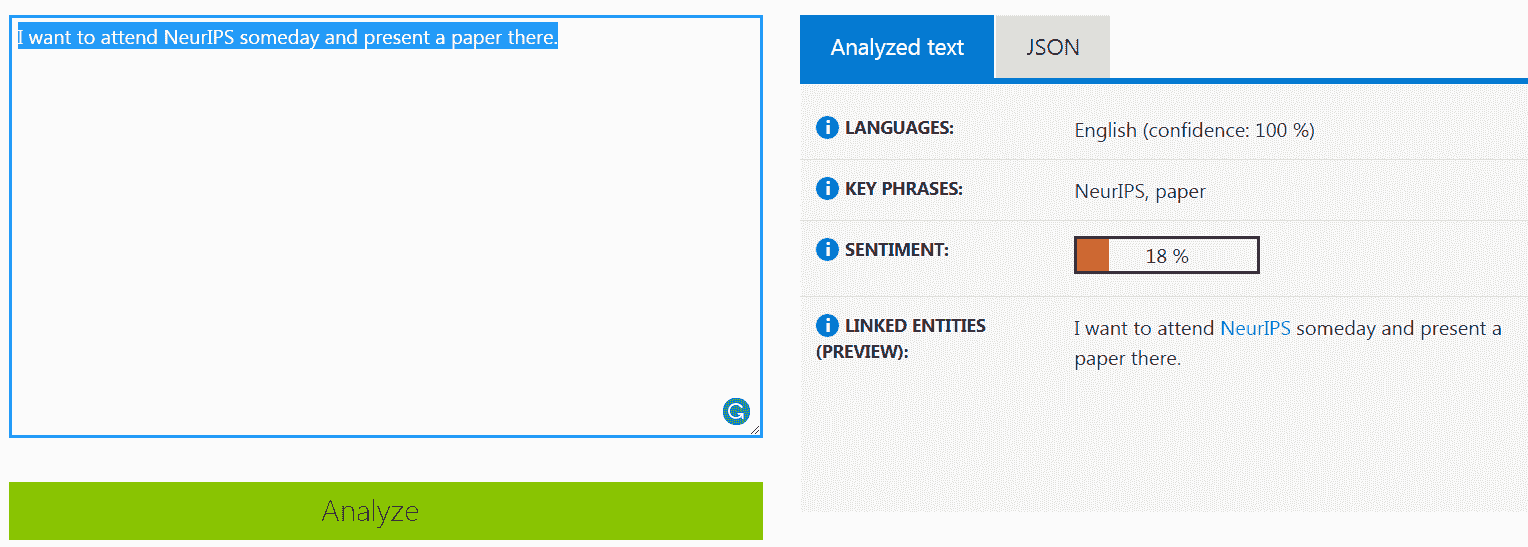 I want to attend NeurIPS someday and present a paper there.
Analyze
Analyzed text
JSON
LANGUAGES:
English (confidence: 100 %)
KEY PHRASES:
NeurIPS, paper
SENTIMENT:
18 %
LINKED ENTITIES
(PREVIEW):
I want to attend NeurIPS someday and present a
paper there.